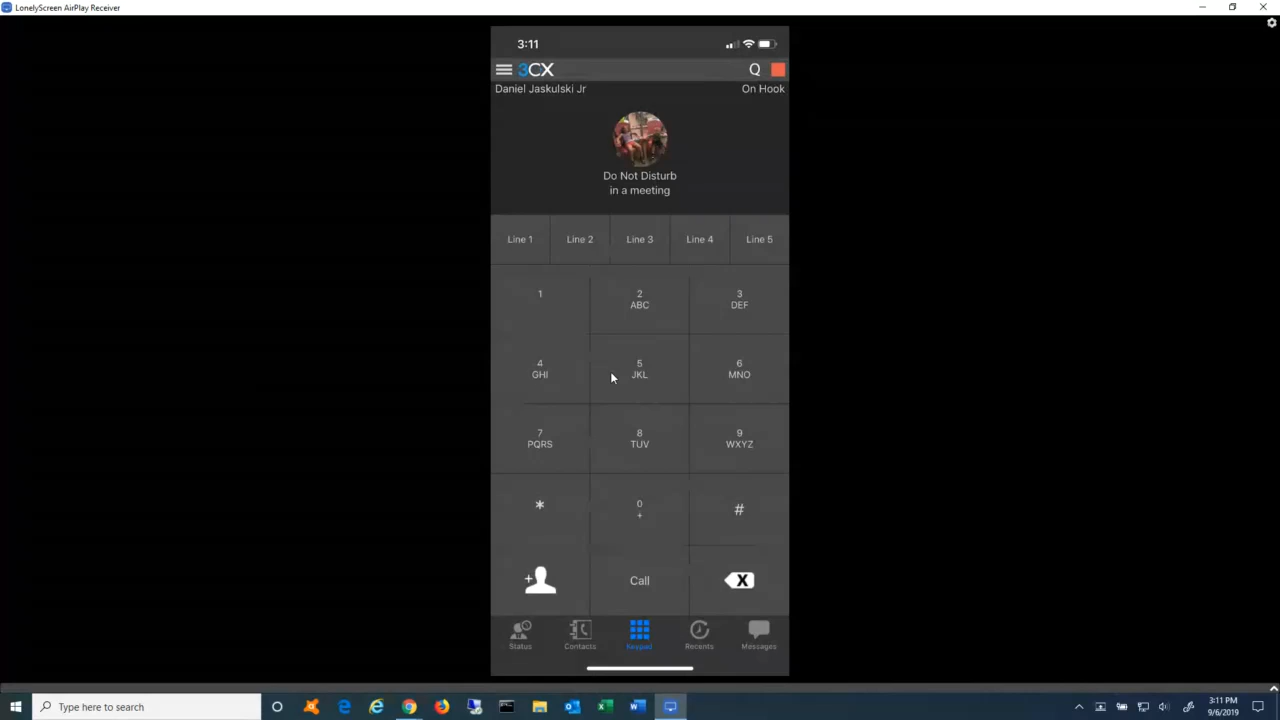 LonelyScreen AirPlay Receiver
3:11
3CX
Q
Daniel Jaskulski Jr
On Hook
Do Not Disturb
in a meeting
Line 1
Line 2
Line 3
Line 4
Line 5
1
2
ABC
3
DEF
4
GHI
5
JKL
6
MNO
7
PQRS
8
TUV
9
WXYZ
*
0
+
#
+
Call
X
Status
Contacts
Keypad
Recents
Messages
Type here to search
3:11 PM
9/6/2019